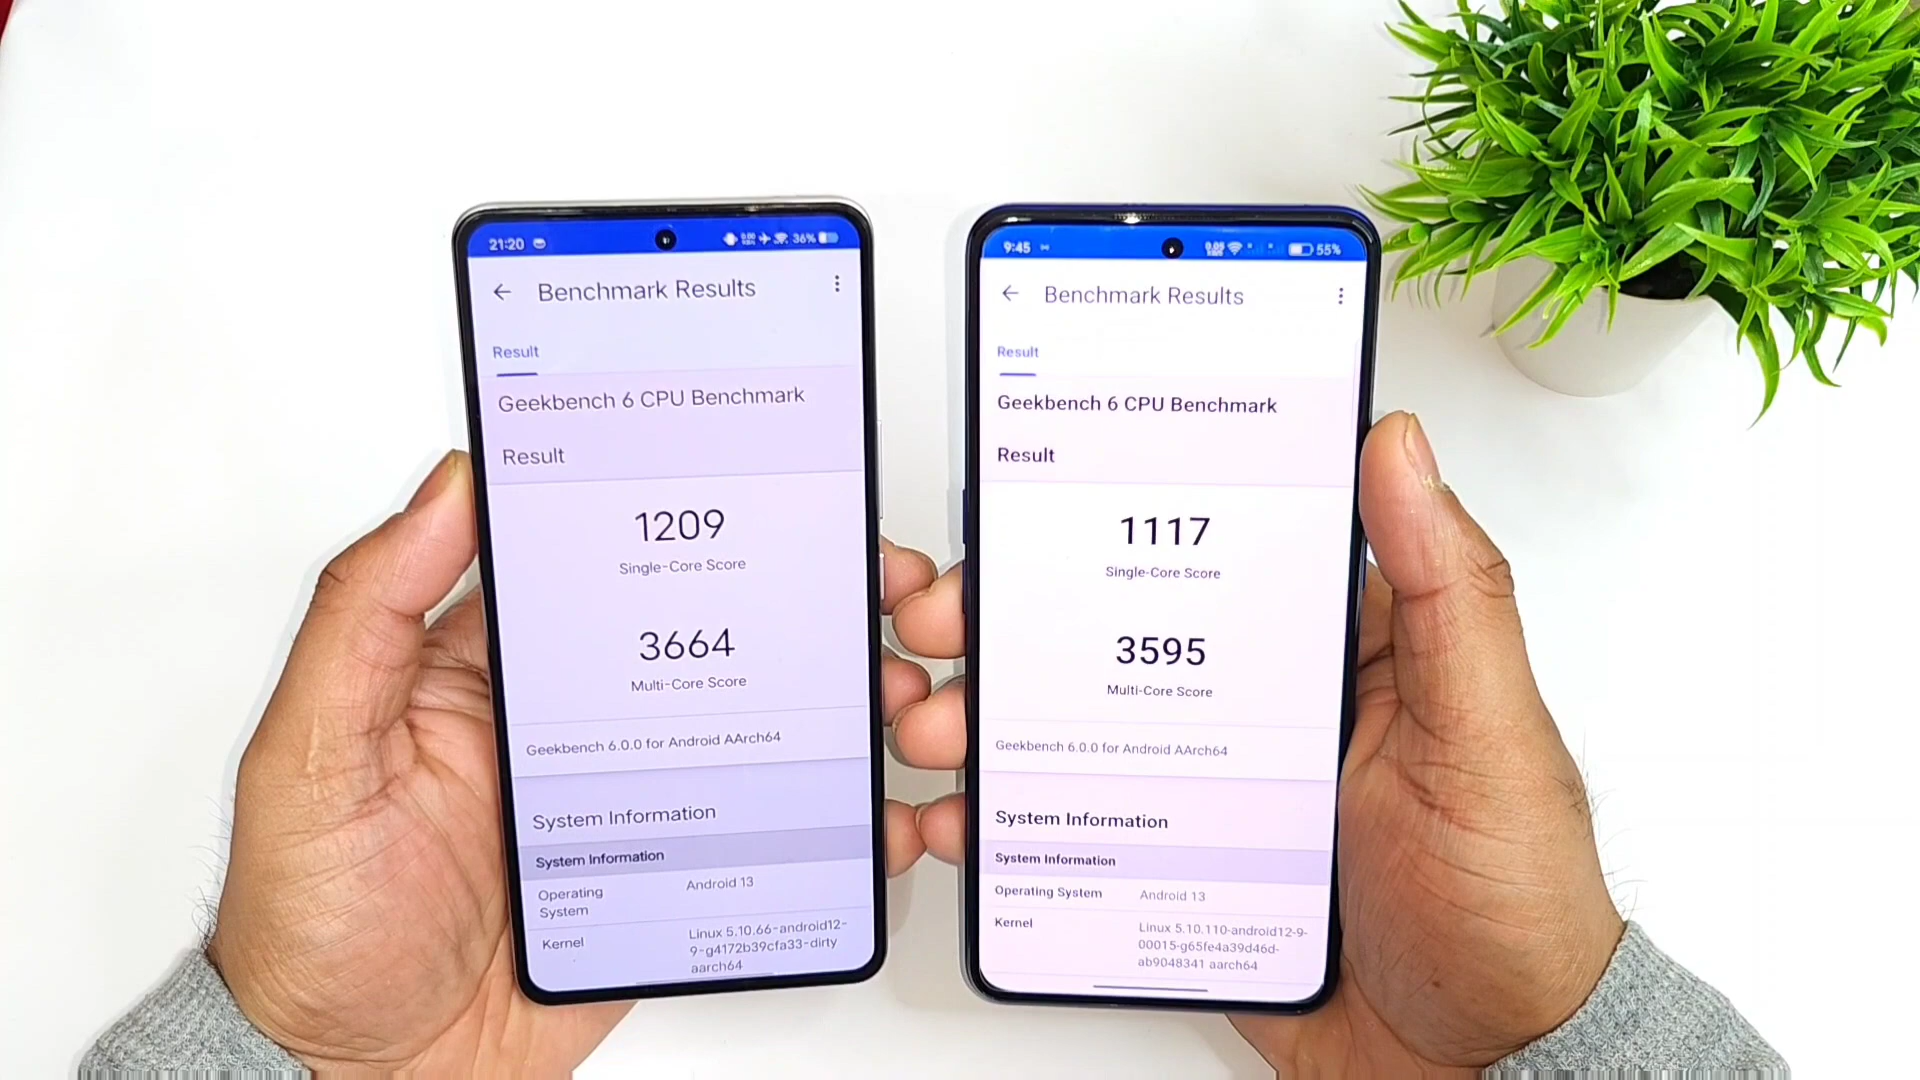 21:20
36%
Benchmark Results
Result
Geekbench 6 CPU Benchmark
Result
1209
Single-Core Score
3664
Multi-Core Score
Geekbench 6.0.0 for Android AArch64
System Information
System Information
Operating System
Android 13
Kernel
Linux 5.10.66-android12-
9-g4172b39cfa33-dirty
aarch64
9:45
55%
Benchmark Results
Result
Geekbench 6 CPU Benchmark
Result
1117
Single-Core Score
3595
Multi-Core Score
Geekbench 6.0.0 for Android AArch64
System Information
System Information
Operating System
Android 13
Kernel
Linux 5.10.110-android12-9-
00015-g65fe4a39d46d-
ab9048341 aarch64